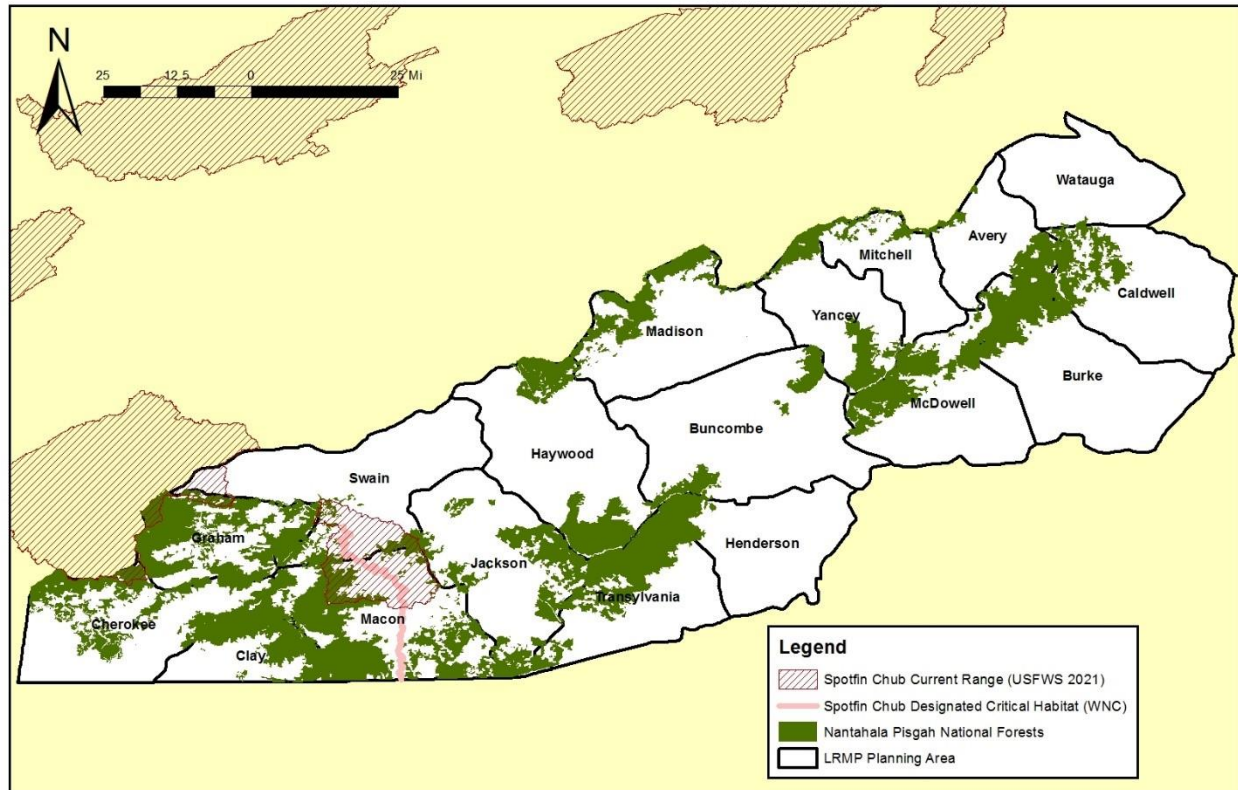 N
25 12.5 0 25 Mi
Watauga
Avery
Mitchell
Caldwell
Yancey
Madison
Burke
McDowell
Buncombe
Haywood
Swain
Graham
Jackson
Henderson
Transylvania
Macon
Cherokee
Clay
Legend
Spotfin Chub Current Range (USFWS 2021)
Spotfin Chub Designated Critical Habitat (WNC)
Nantahala Pisgah National Forests
LRMP Planning Area